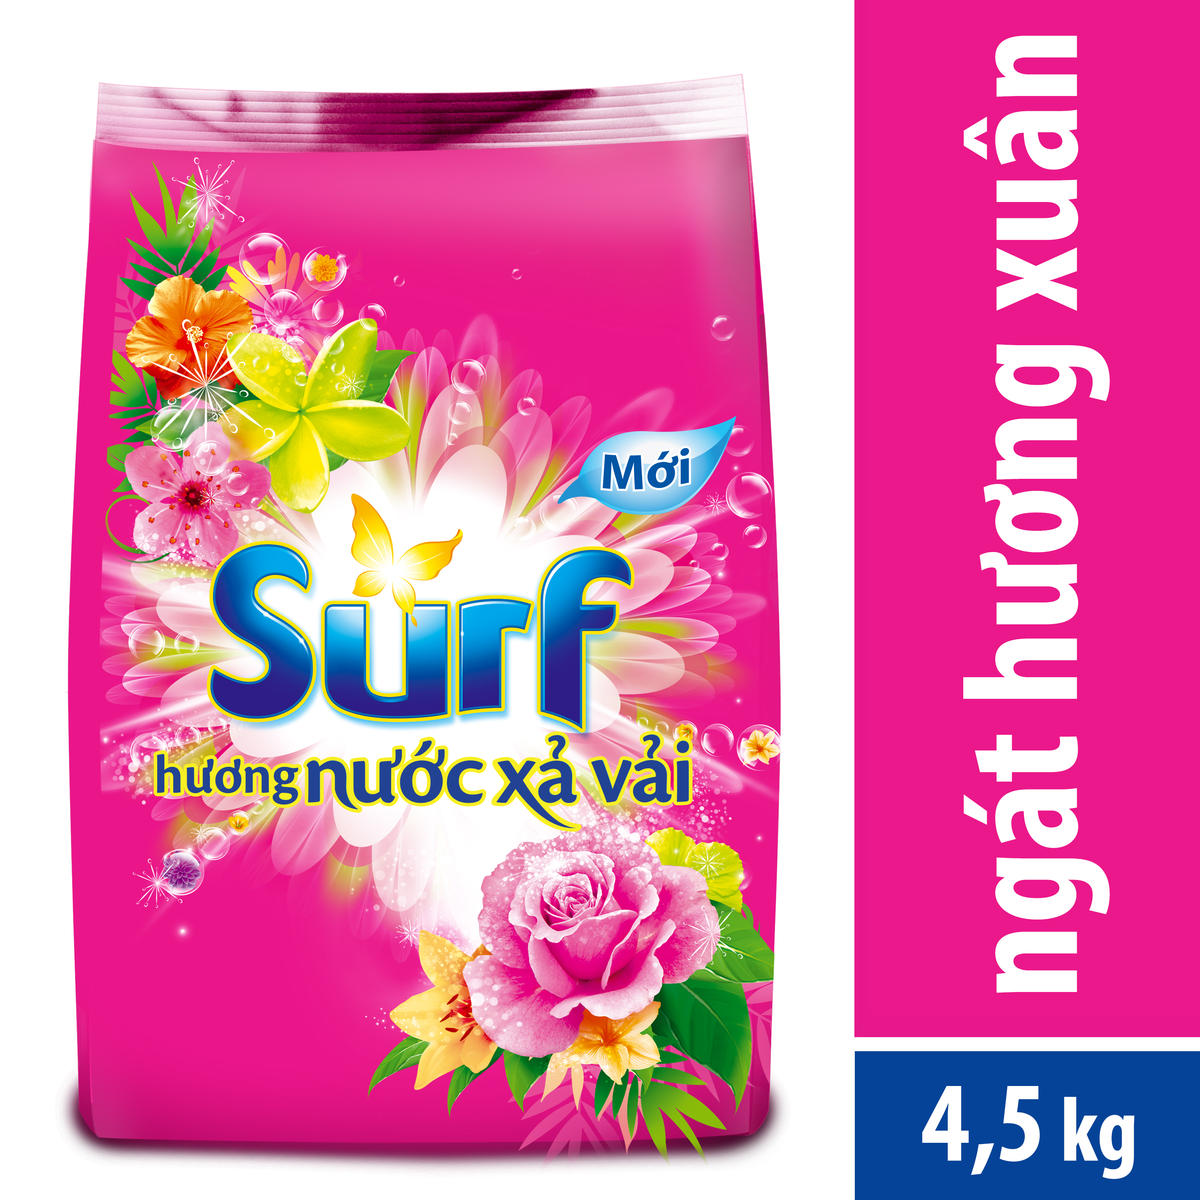 Mới
Surf
hương nước xả vải
ngát hương xuân
4,5 kg